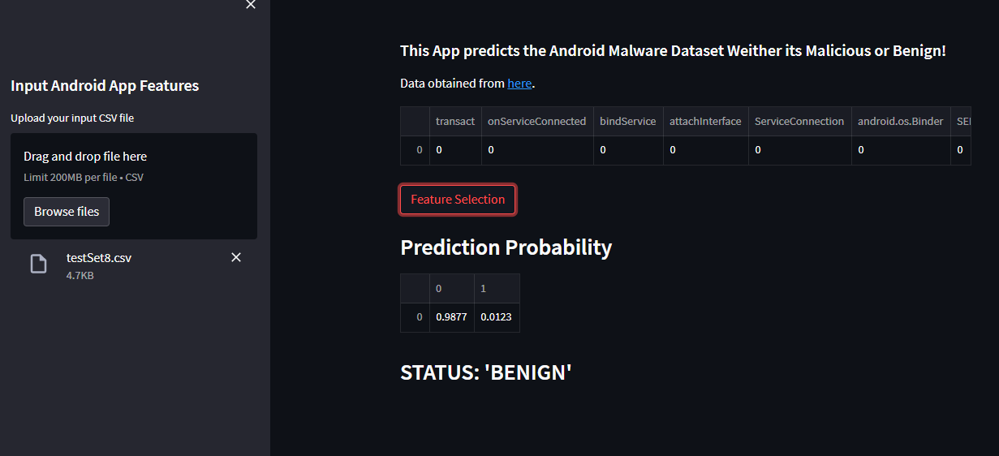 Input Android App Features
Upload your input CSV file
Drag and drop file here
Limit 200MB per file • CSV
Browse files
testSet8.csv
4.7KB
This App predicts the Android Malware Dataset Weither its Malicious or Benign!
Data obtained from here.
transact onServiceConnected bindService attachInterface ServiceConnection android.os.Binder
0 0 0 0 0 0 0 0
Feature Selection
Prediction Probability
0 1
0 0.9877 0.0123
STATUS: 'BENIGN'